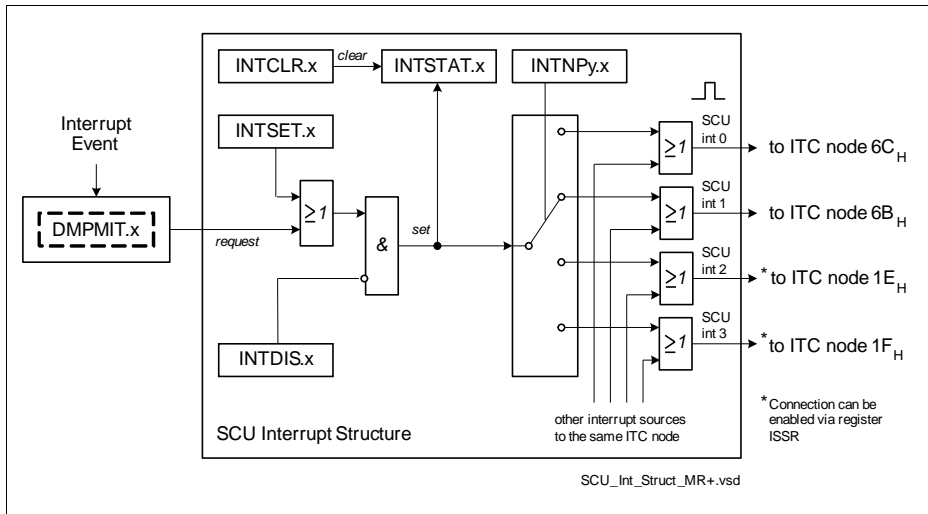 INTCLR.x
clear
INTSTAT.x
INTNPy.x
Interrupt
Event
INTSET.x
SCU
int 0
≥1
to ITC node 6CH
DMPMIT.x
request
≥1
&
set
SCU
int 1
≥1
to ITC node 6BH
SCU
int 2
≥1
* to ITC node 1EH
SCU
int 3
≥1
* to ITC node 1FH
INTDIS.x
SCU Interrupt Structure
other interrupt sources
to the same ITC node
* Connection can be
enabled via register
ISSR
SCU_Int_Struct_MR+.vsd